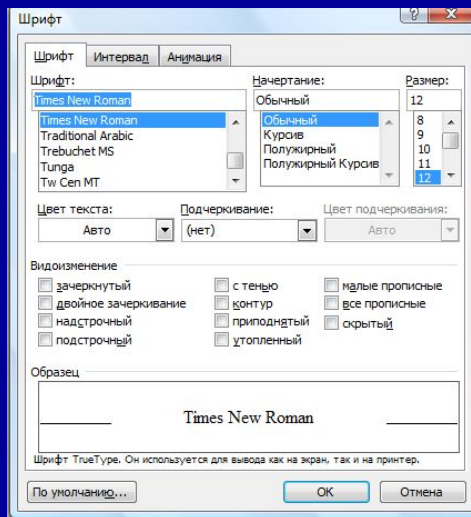 Шрифт
Шрифт Интервал Анимация
Шрифт: Начертание: Размер:
Times New Roman Обычный 12
Times New Roman Обычный 8
Traditional Arabic Курсив 9
Trebuchet MS Полужирный 10
Tunga Полужирный Курсив 11
Tw Cen MT 12
Цвет текста: Подчеркивание: Цвет подчеркивания:
Авто (нет) Авто
Видоизменение
зачеркнутый с тенью малые прописные
двойное зачеркивание контур все прописные
надстрочный приподнятый скрытый
подстрочный утопленный
Образец
Times New Roman
Шрифт TrueType. Он используется для вывода как на экран, так и на принтер.
По умолчанию... ОК Отмена